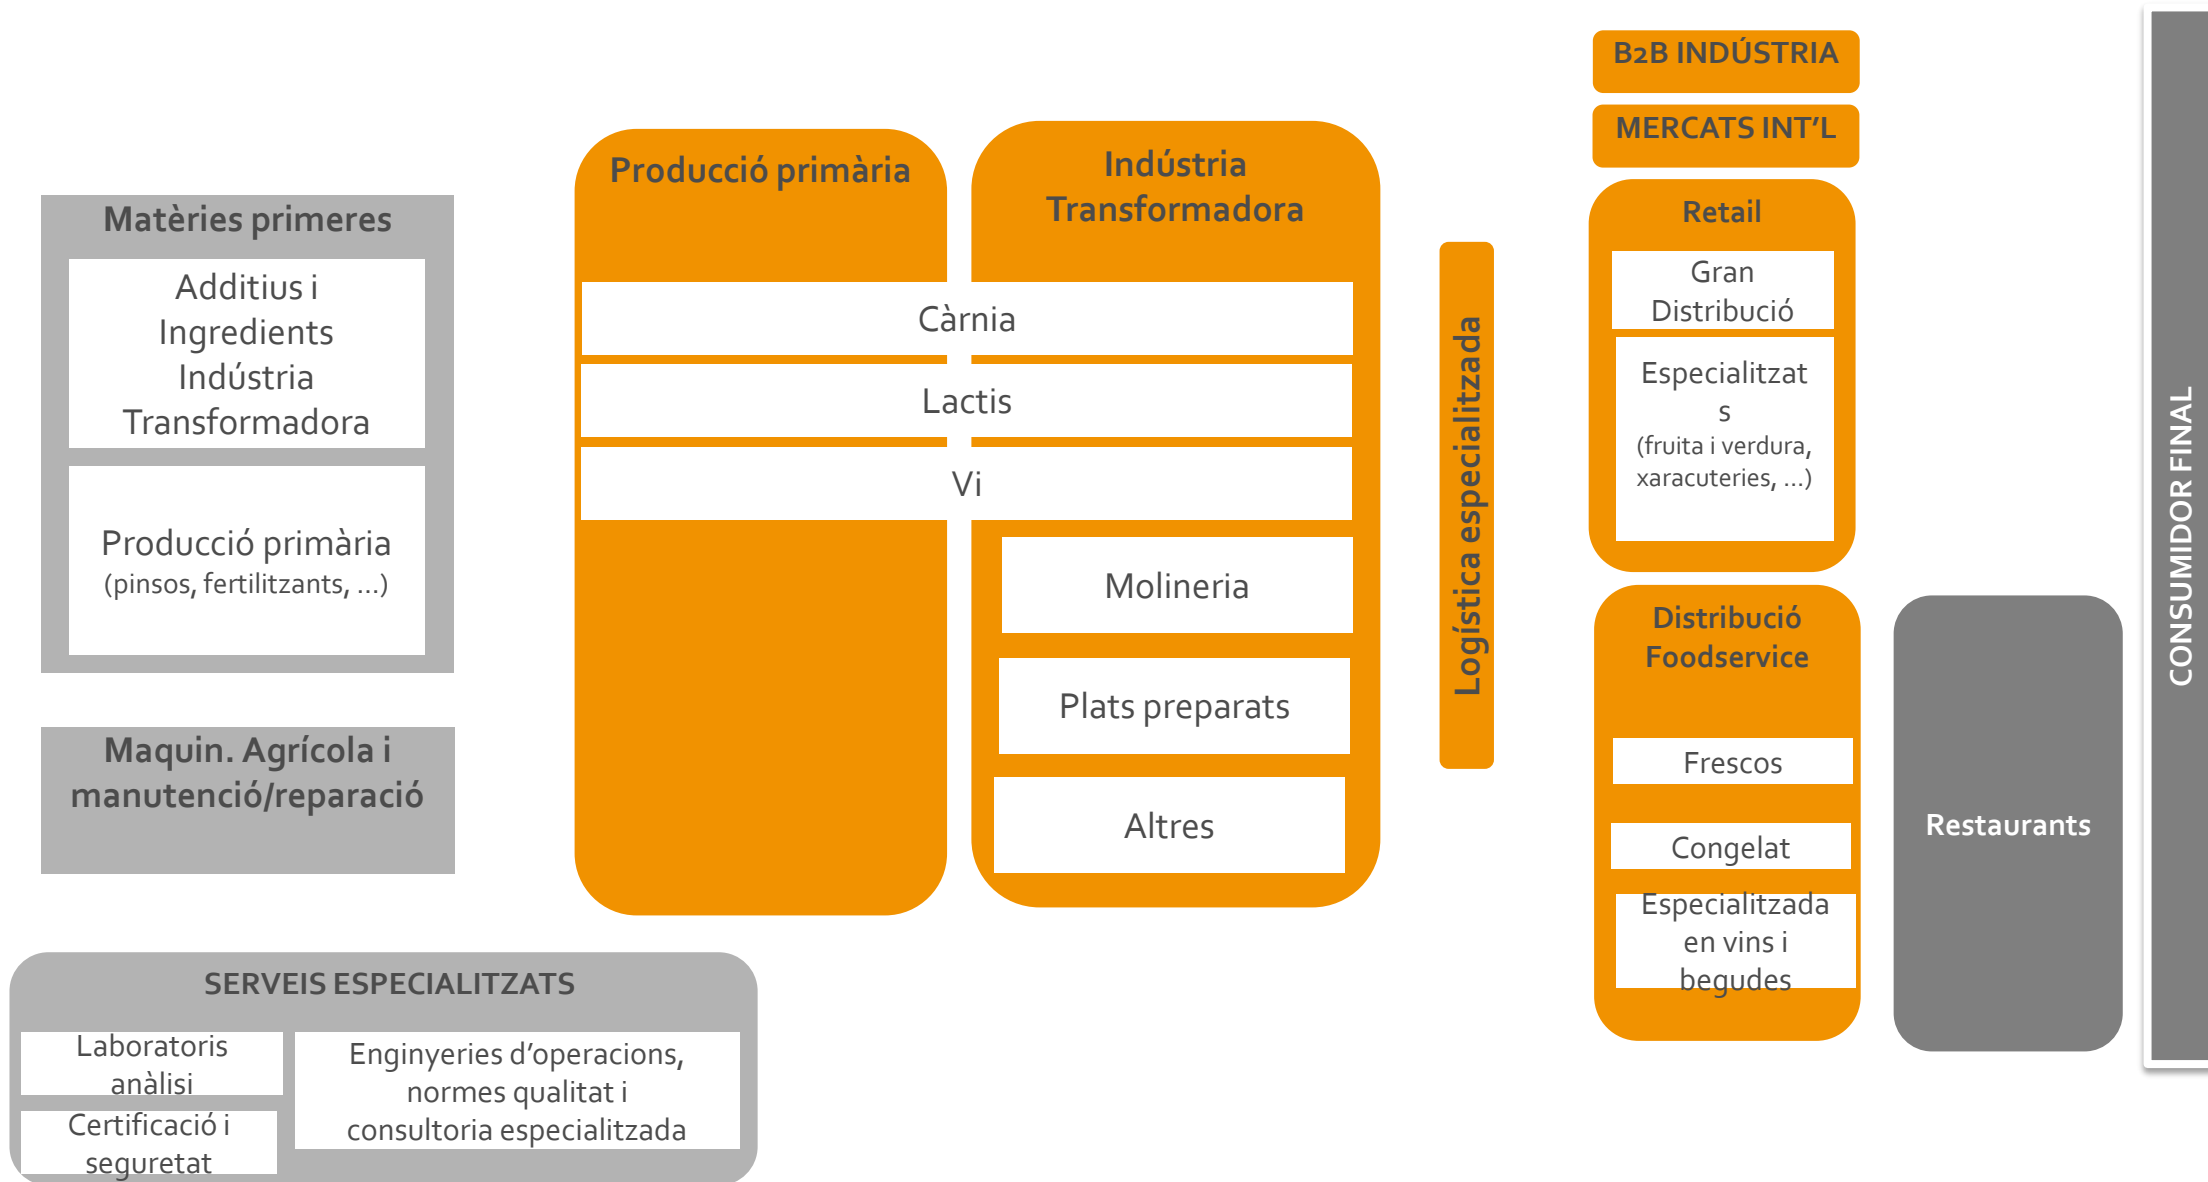 Matèries primeres
Additius i
Ingredients
Indústria
Transformadora
Producció primària
(pinsos, fertilitzants, ...)
Maquin. Agrícola i
manutenció/reparació
SERVEIS ESPECIALITZATS
Laboratoris
anàlisi
Certificació i
seguretat
Enginyeries d’operacions,
normes qualitat i
consultoria especialitzada
Producció primària
Indústria
Transformadora
Càrnia
Lactis
Vi
Molineria
Plats preparats
Altres
Logística especialitzada
B2B INDÚSTRIA
MERCATS INT’L
Retail
Gran
Distribució
Especialitzat
s
(fruita i verdura,
xaracuteries, ...)
Distribució
Foodservice
Frescos
Congelat
Especialitzada
en vins i
begudes
Restaurants
CONSUMIDOR FINAL